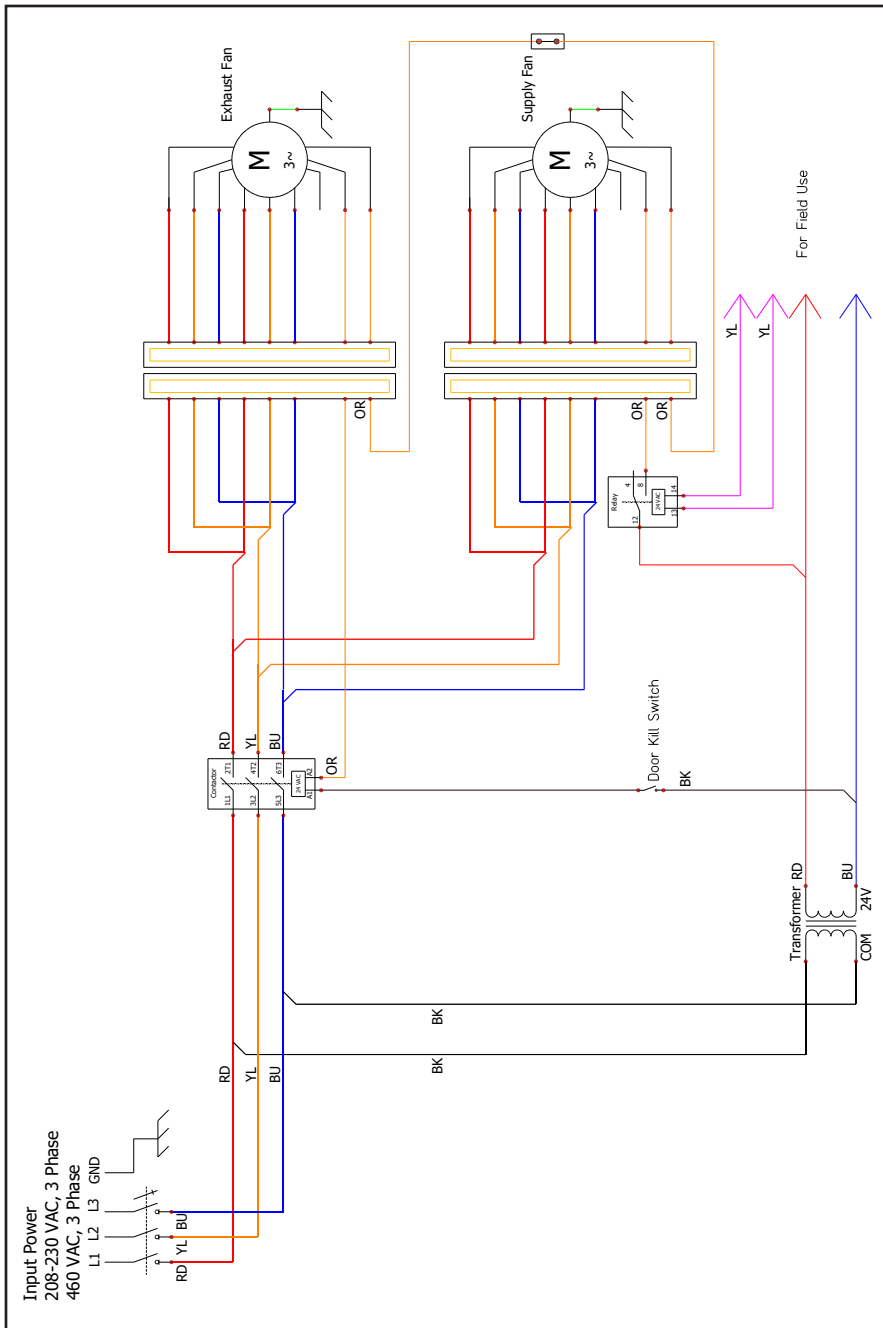 Input Power
208-230 VAC, 3 Phase
460 VAC, 3 Phase
L1
L2
L3
GND
RD
YL
BU
RD
YL
BU
BK
BK
Contactor
1L1
2T1
3L2
4T2
5L3
6T3
24 VAC
A1
A2
RD
YL
BU
OR
Transformer
RD
COM
BU
24V
Door Kill Switch
BK
Relay
4
8
12
24 VAC
13
14
OR
OR
OR
Exhaust Fan
M
3~
Supply Fan
M
3~
YL
YL
For Field Use